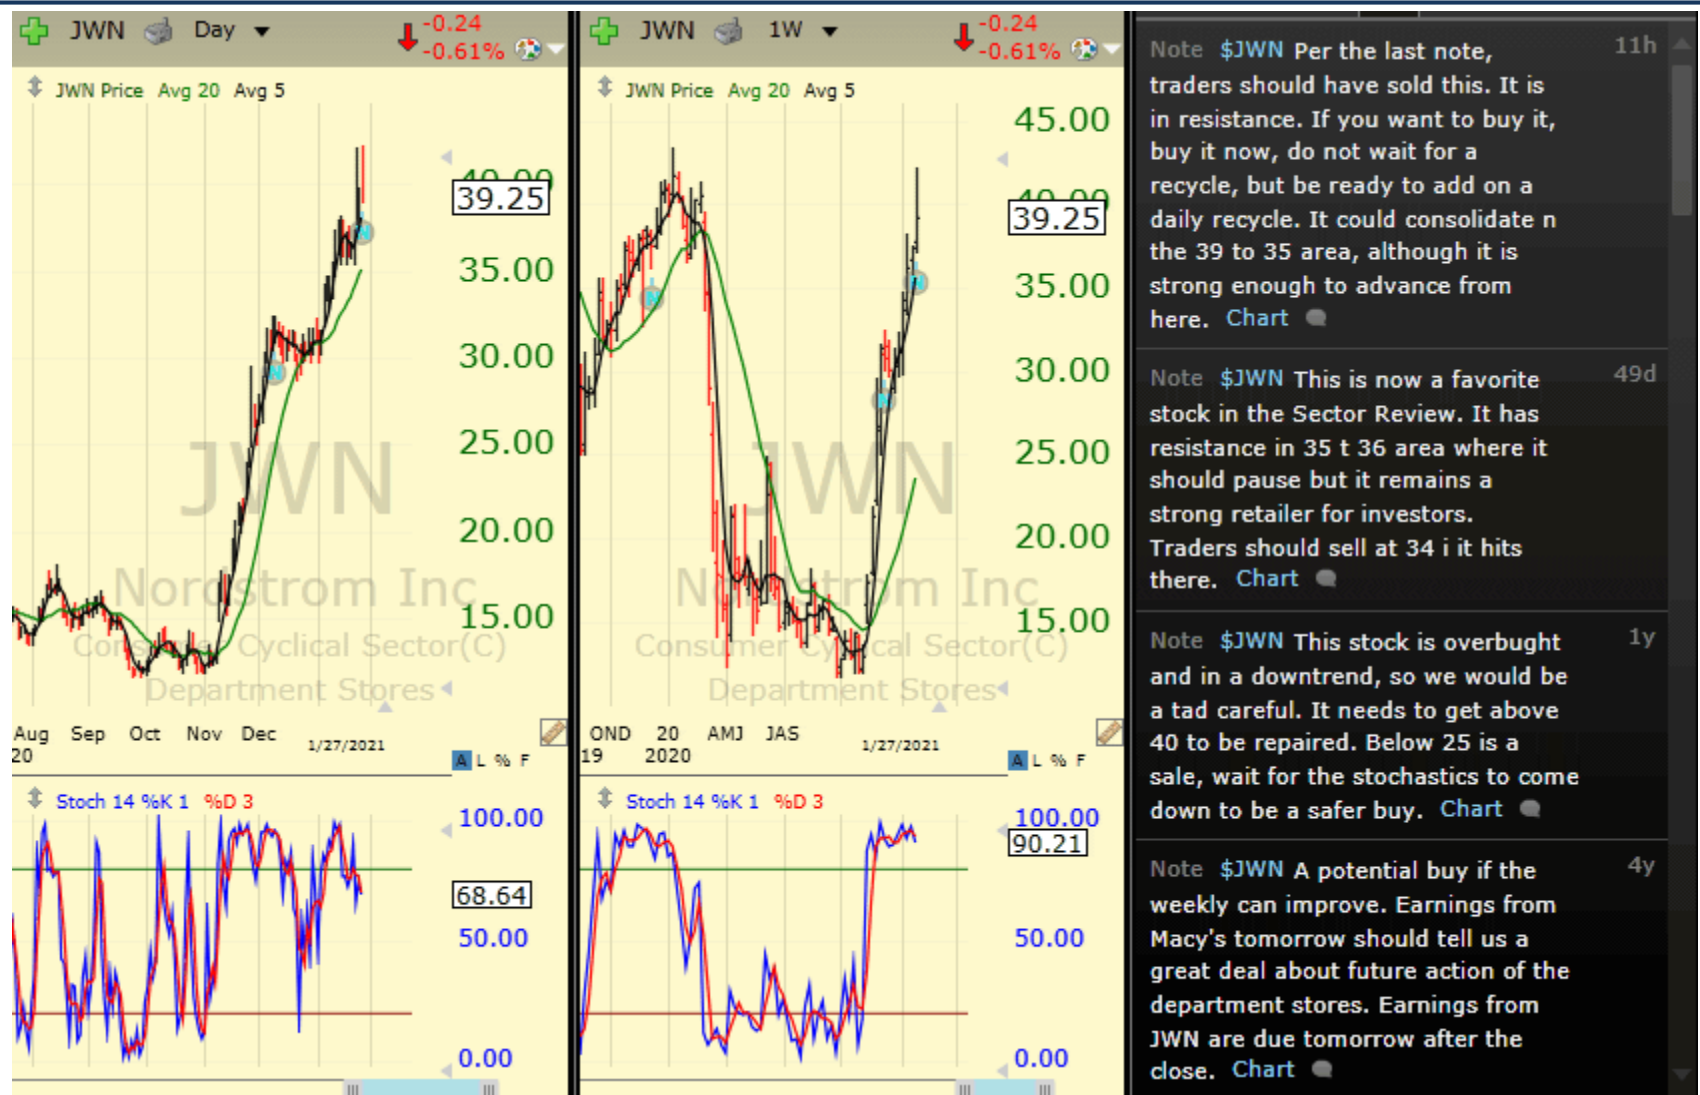 JWN Day
-0.24
-0.61%
JWN Price Avg 20 Avg 5
40.00
39.25
35.00
30.00
25.00
20.00
15.00
JWN
Nordstrom Inc
Consumer Cyclical Sector(C)
Department Stores
Aug Sep Oct Nov Dec 1/27/2021
20
A L % F
Stoch 14 %K 1 %D 3
100.00
68.64
50.00
0.00
JWN 1W
-0.24
-0.61%
JWN Price Avg 20 Avg 5
45.00
40.00
39.25
35.00
30.00
25.00
20.00
15.00
JWN
Nordstrom Inc
Consumer Cyclical Sector(C)
Department Stores
OND 20 AMJ JAS 1/27/2021
19 2020
A L % F
Stoch 14 %K 1 %D 3
100.00
90.21
50.00
0.00
Note $JWN Per the last note, 11h
traders should have sold this. It is
in resistance. If you want to buy it,
buy it now, do not wait for a
recycle, but be ready to add on a
daily recycle. It could consolidate n
the 39 to 35 area, although it is
strong enough to advance from
here. Chart
Note $JWN This is now a favorite 49d
stock in the Sector Review. It has
resistance in 35 t 36 area where it
should pause but it remains a
strong retailer for investors.
Traders should sell at 34 i it hits
there. Chart
Note $JWN This stock is overbught 1y
and in a downtrend, so we would be
a tad careful. It needs to get above
40 to be repaired. Below 25 is a
sale, wait for the stochastics to come
down to be a safer buy. Chart
Note $JWN A potential buy if the 4y
weekly can improve. Earnings from
Macy's tomorrow should tell us a
great deal about future action of the
department stores. Earnings from
JWN are due tomorrow after the
close. Chart